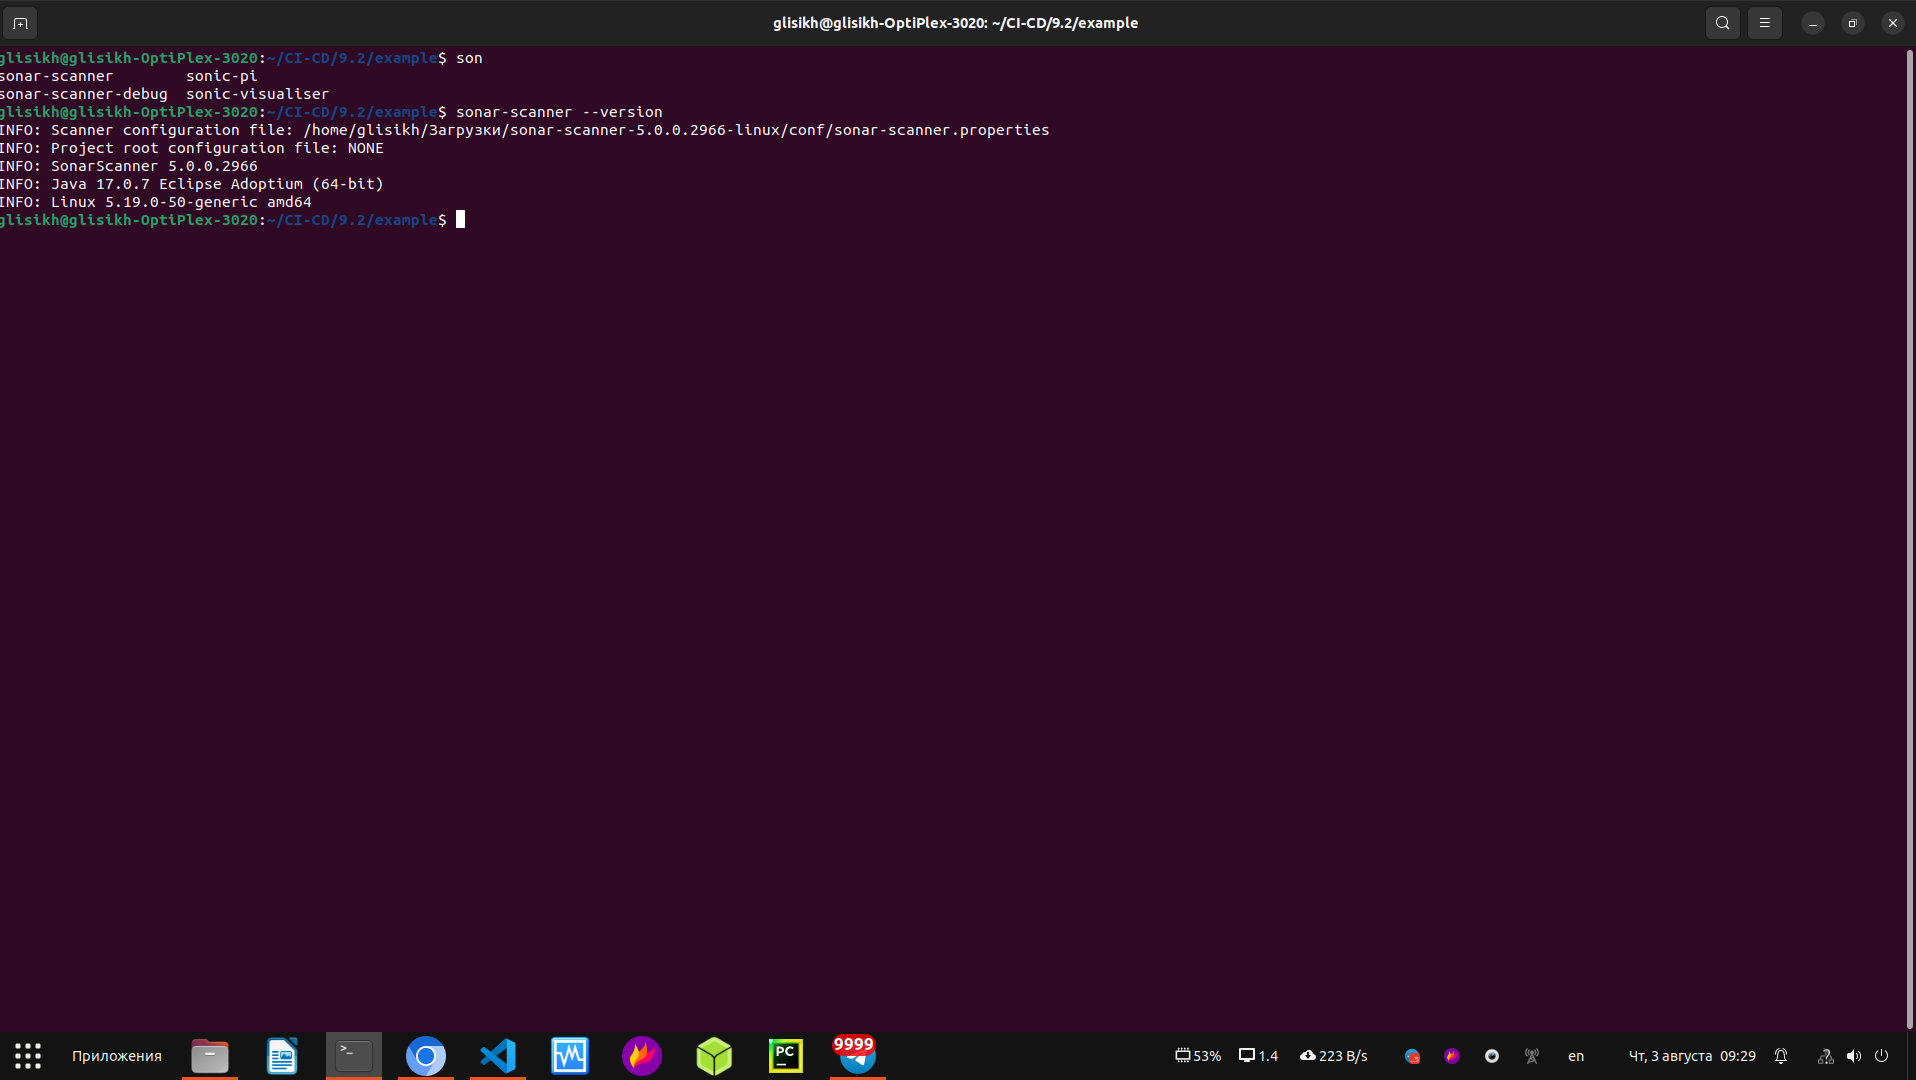 glisikh@glisikh-OptiPlex-3020: ~/CI-CD/9.2/example
glisikh@glisikh-OptiPlex-3020:~/CI-CD/9.2/example$ son
sonar-scanner        sonic-pi
sonar-scanner-debug  sonic-visualiser
glisikh@glisikh-OptiPlex-3020:~/CI-CD/9.2/example$ sonar-scanner --version
INFO: Scanner configuration file: /home/glisikh/Загрузки/sonar-scanner-5.0.0.2966-linux/conf/sonar-scanner.properties
INFO: Project root configuration file: NONE
INFO: SonarScanner 5.0.0.2966
INFO: Java 17.0.7 Eclipse Adoptium (64-bit)
INFO: Linux 5.19.0-50-generic amd64
glisikh@glisikh-OptiPlex-3020:~/CI-CD/9.2/example$
Приложения >_ PC 9999 53% 1.4 223 B/s en Чт, 3 августа 09:29